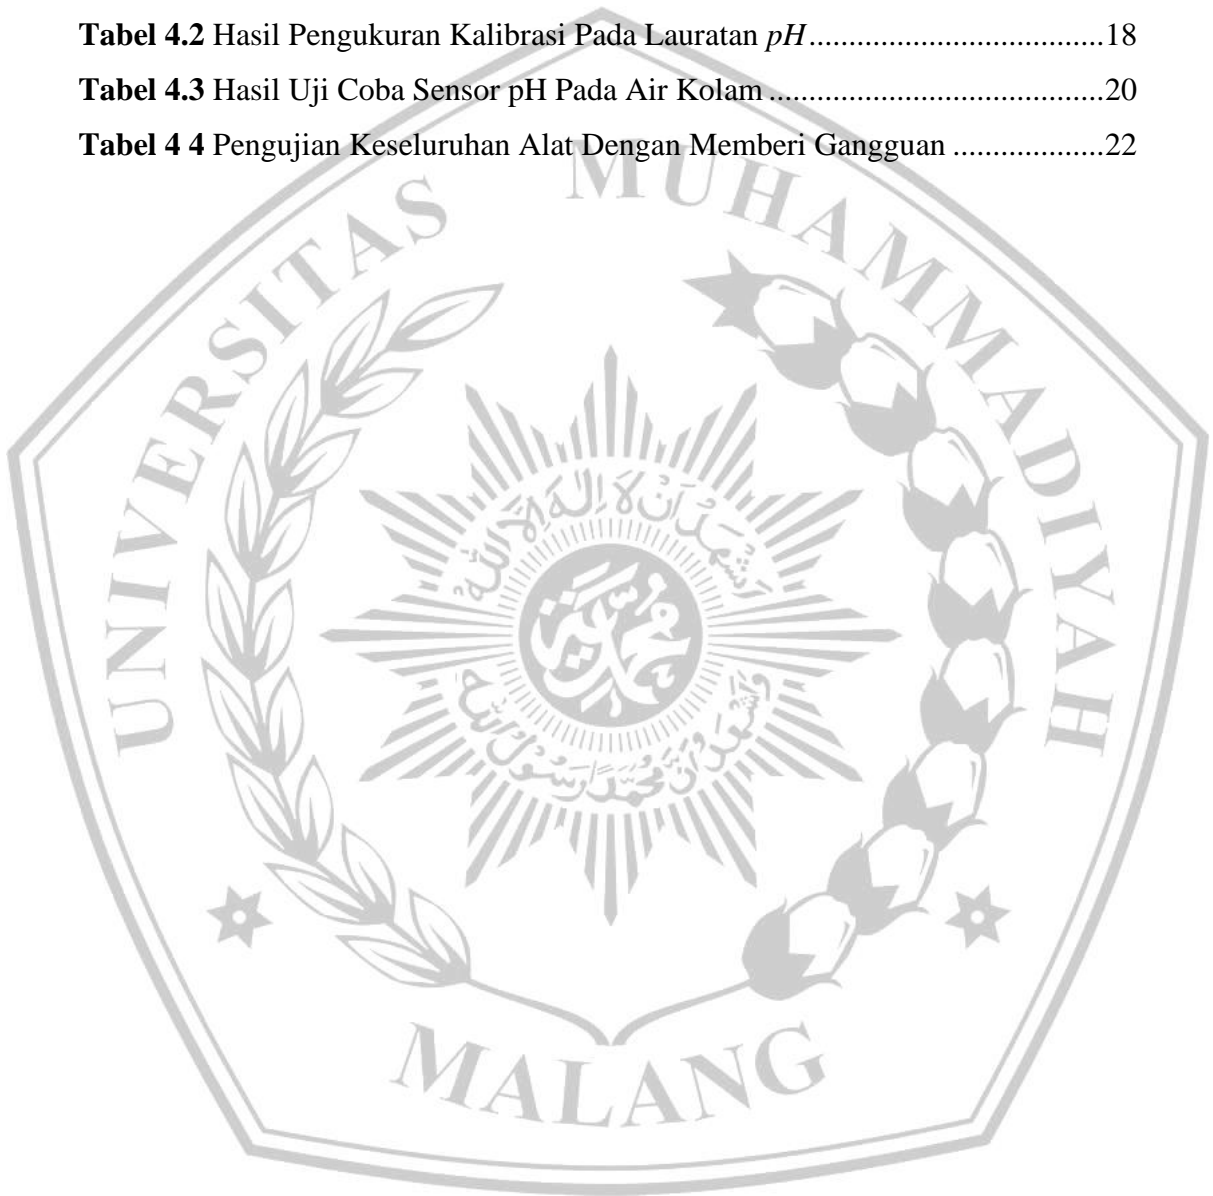 Tabel 4.2 Hasil Pengukuran Kalibrasi Pada Lauratan pH..................................18
Tabel 4.3 Hasil Uji Coba Sensor pH Pada Air Kolam......................................20
Tabel 4 4 Pengujian Keseluruhan Alat Dengan Memberi Gangguan ...................22
UNIVERSITAS MUHAMMADIYAH
MALANG